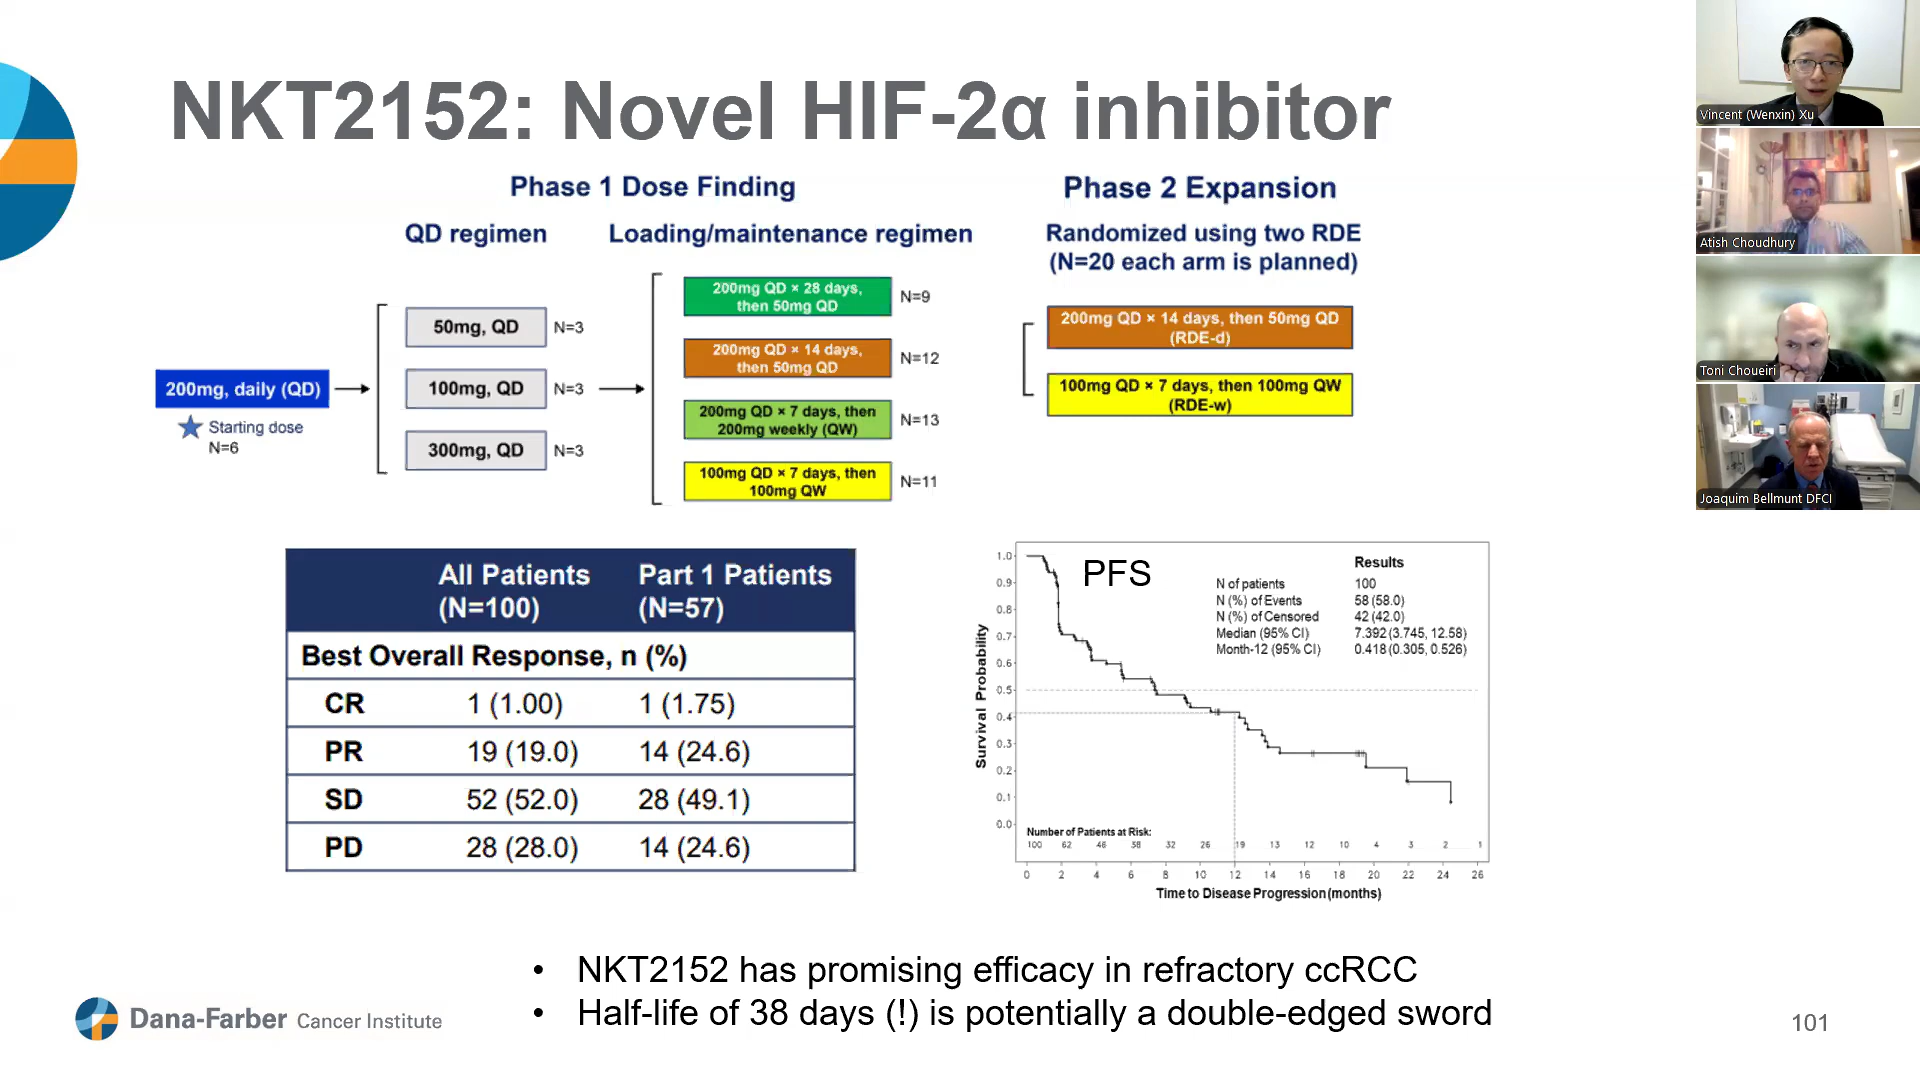 NKT2152: Novel HIF-2α inhibitor
Phase 1 Dose Finding
QD regimen
Loading/maintenance regimen
200mg, daily (QD)
Starting dose
N=6
50mg, QD
N=3
100mg, QD
N=3
300mg, QD
N=3
200mg QD × 28 days,
then 50mg QD
N=9
200mg QD × 14 days,
then 50mg QD
N=12
200mg QD × 7 days, then
200mg weekly (QW)
N=13
100mg QD × 7 days, then
100mg QW
N=11
Phase 2 Expansion
Randomized using two RDE
(N=20 each arm is planned)
200mg QD × 14 days, then 50mg QD
(RDE-d)
100mg QD × 7 days, then 100mg QW
(RDE-w)
All Patients Part 1 Patients
(N=100) (N=57)
Best Overall Response, n (%)
CR 1 (1.00) 1 (1.75)
PR 19 (19.0) 14 (24.6)
SD 52 (52.0) 28 (49.1)
PD 28 (28.0) 14 (24.6)
PFS
Results
N of patients 100
N (%) of Events 58 (58.0)
N (%) of Censored 42 (42.0)
Median (95% CI) 7.392 (3.745, 12.58)
Month-12 (95% CI) 0.418 (0.305, 0.526)
Survival Probability
1.0
0.9
0.8
0.7
0.6
0.5
0.4
0.3
0.2
0.1
0.0
Number of Patients at Risk:
100 62 46 38 32 26 19 13 12 10 4 3 2 1
0 2 4 6 8 10 12 14 16 18 20 22 24 26
Time to Disease Progression (months)
• NKT2152 has promising efficacy in refractory ccRCC
• Half-life of 38 days (!) is potentially a double-edged sword
Dana-Farber Cancer Institute
101
Vincent (Wenxin) Xu
Atish Choudhury
Toni Choueiri
Joaquim Bellmunt DFCI